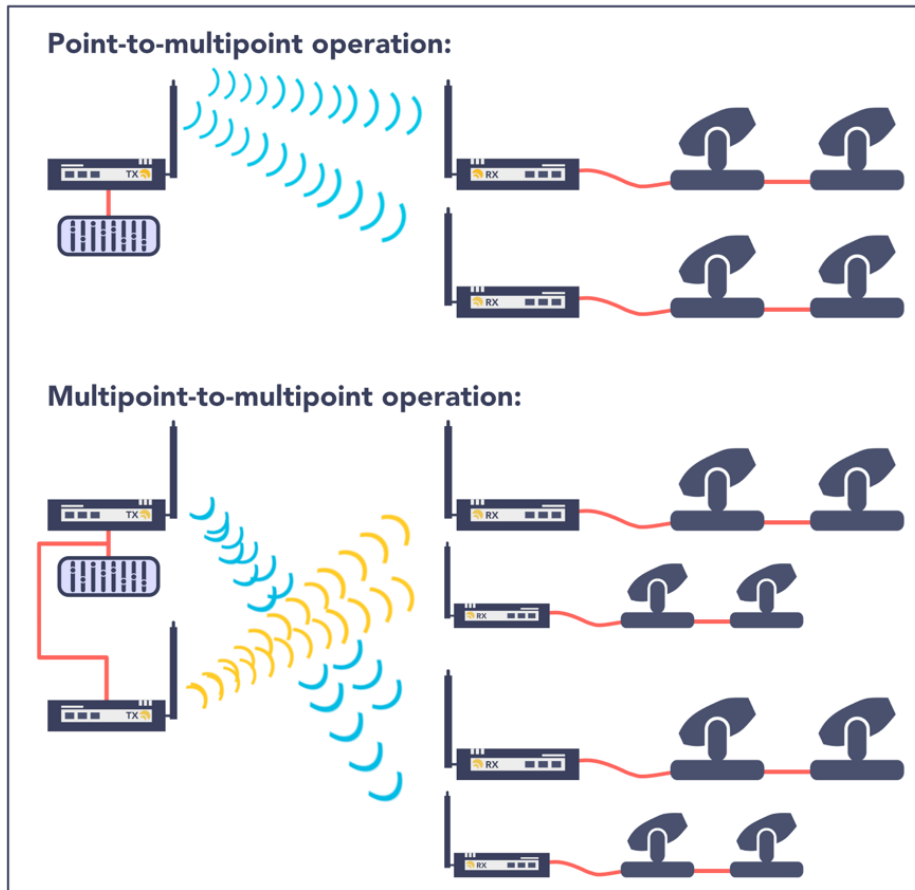 Point-to-multipoint operation:
TX
RX
RX
Multipoint-to-multipoint operation:
TX
RX
RX
TX
RX
RX